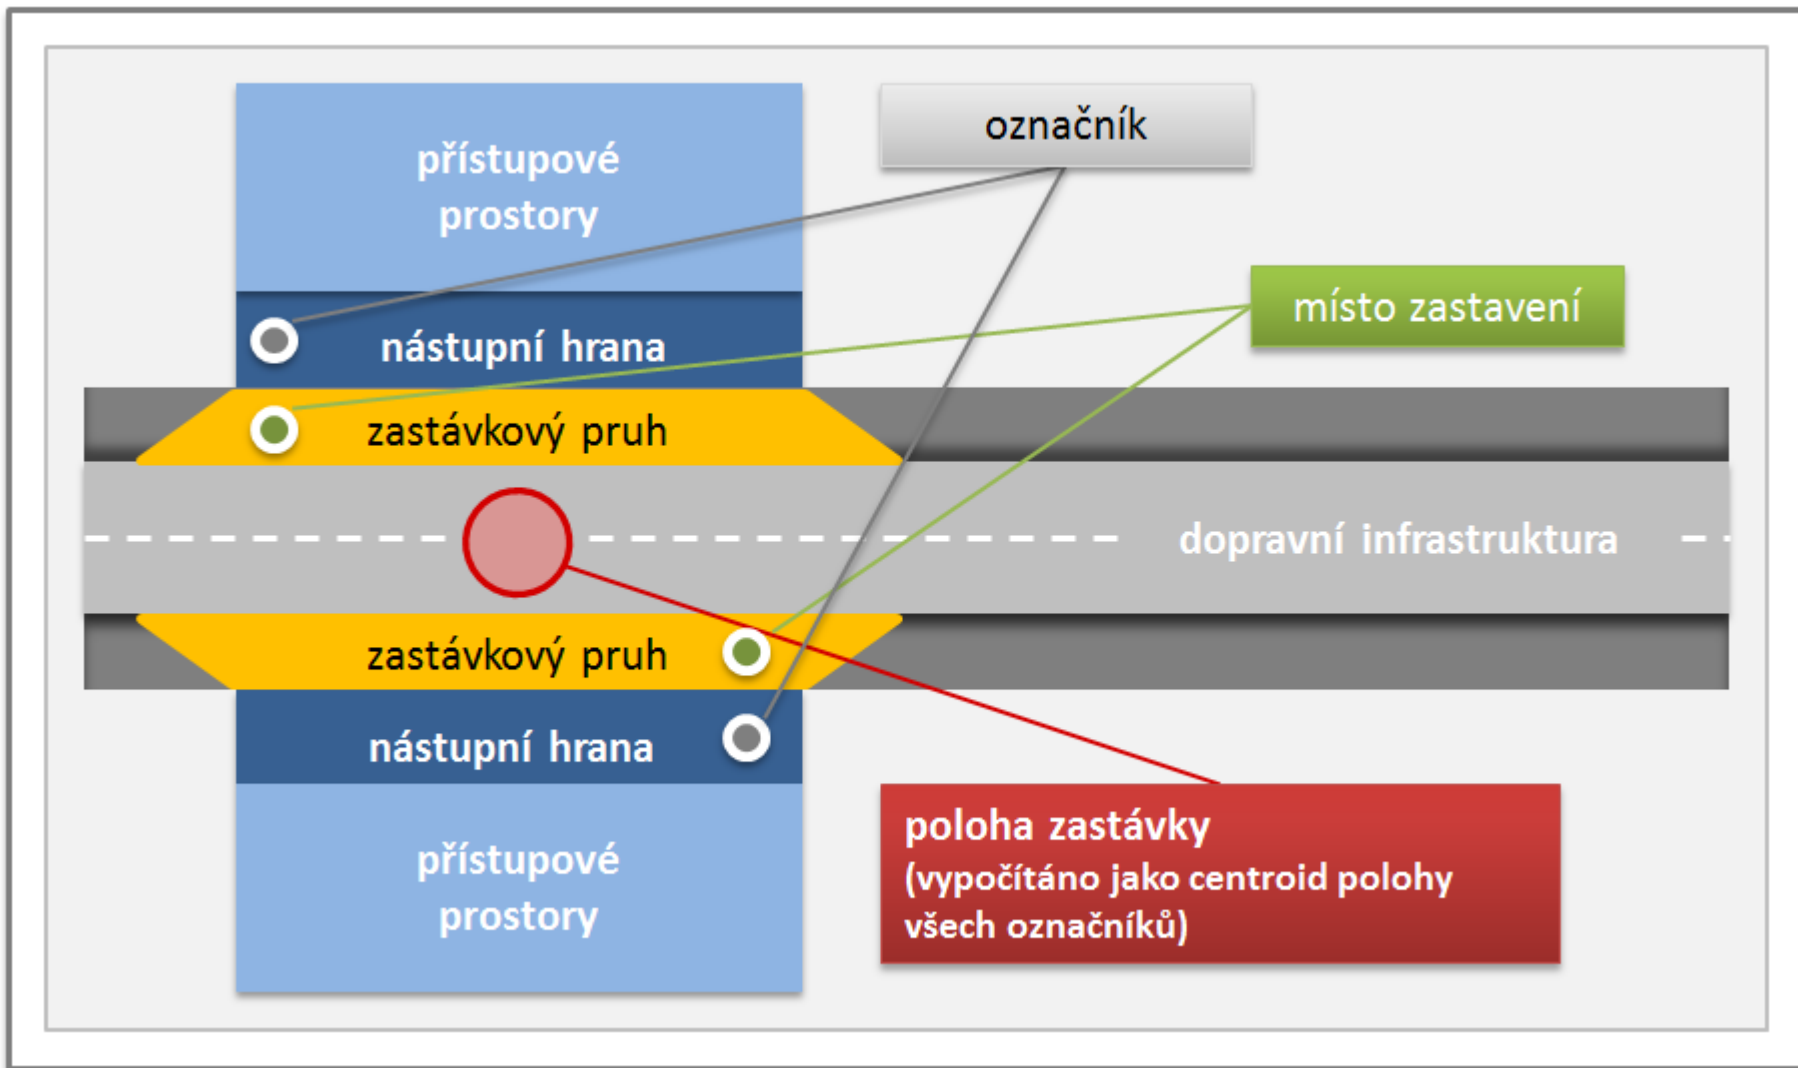 přístupové
prostory
označník
místo zastavení
nástupní hrana
zastávkový pruh
dopravní infrastruktura
zastávkový pruh
nástupní hrana
přístupové
prostory
poloha zastávky
(vypočítáno jako centroid polohy
všech označníků)